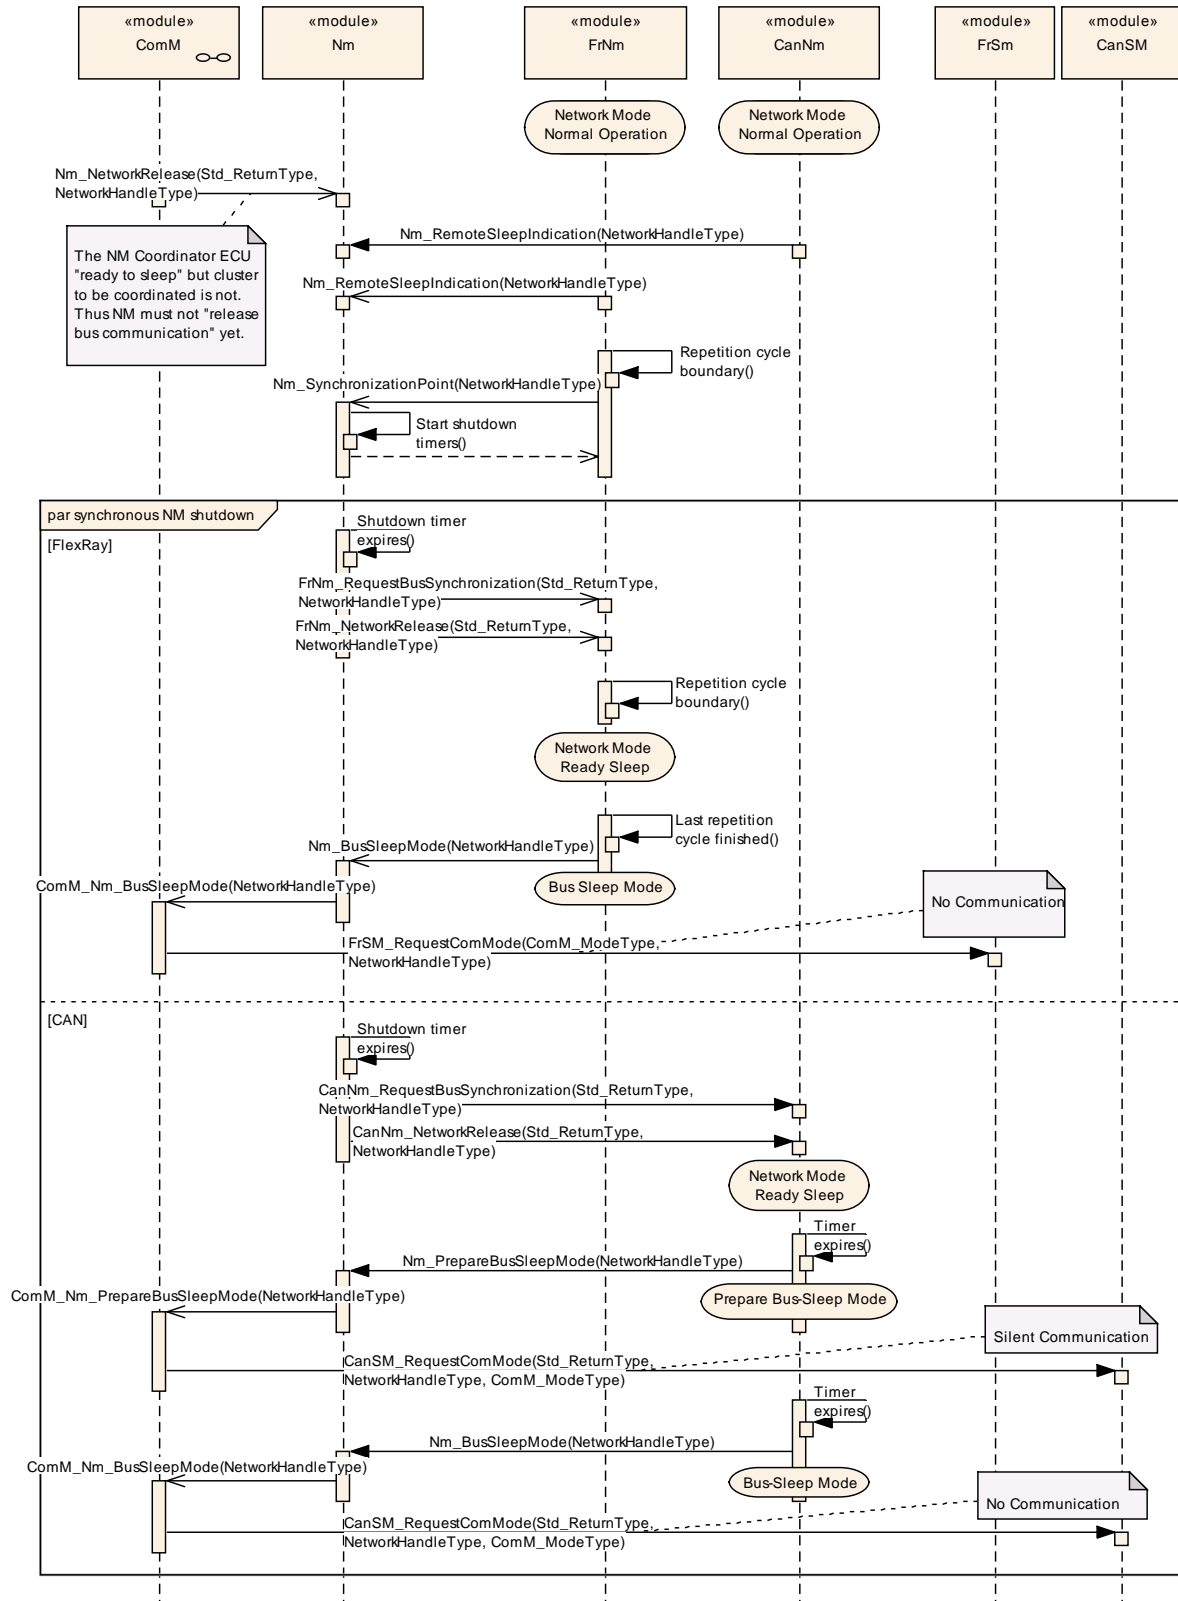 «module»
ComM
«module»
Nm
«module»
FrNm
«module»
CanNm
«module»
FrSm
«module»
CanSM
Network Mode
Normal Operation
Network Mode
Normal Operation
Nm_NetworkRelease(Std_ReturnType,
NetworkHandleType)
The NM Coordinator ECU
"ready to sleep" but cluster
to be coordinated is not.
Thus NM must not "release
bus communication" yet.
Nm_RemoteSleepIndication(NetworkHandleType)
Nm_RemoteSleepIndication(NetworkHandleType)
Repetition cycle
boundary()
Nm_SynchronizationPoint(NetworkHandleType)
Start shutdown
timers()
par synchronous NM shutdown
[FlexRay]
Shutdown timer
expires()
FrNm_RequestBusSynchronization(Std_ReturnType,
NetworkHandleType)
FrNm_NetworkRelease(Std_ReturnType,
NetworkHandleType)
Repetition cycle
boundary()
Network Mode
Ready Sleep
Last repetition
cycle finished()
Nm_BusSleepMode(NetworkHandleType)
Bus Sleep Mode
ComM_Nm_BusSleepMode(NetworkHandleType)
No Communication
FrSM_RequestComMode(ComM_ModeType,
NetworkHandleType)
[CAN]
Shutdown timer
expires()
CanNm_RequestBusSynchronization(Std_ReturnType,
NetworkHandleType)
CanNm_NetworkRelease(Std_ReturnType,
NetworkHandleType)
Network Mode
Ready Sleep
Timer
expires()
Nm_PrepareBusSleepMode(NetworkHandleType)
Prepare Bus-Sleep Mode
ComM_Nm_PrepareBusSleepMode(NetworkHandleType)
Silent Communication
CanSM_RequestComMode(Std_ReturnType,
NetworkHandleType, ComM_ModeType)
Timer
expires()
Nm_BusSleepMode(NetworkHandleType)
ComM_Nm_BusSleepMode(NetworkHandleType)
Bus-Sleep Mode
No Communication
CanSM_RequestComMode(Std_ReturnType,
NetworkHandleType, ComM_ModeType)